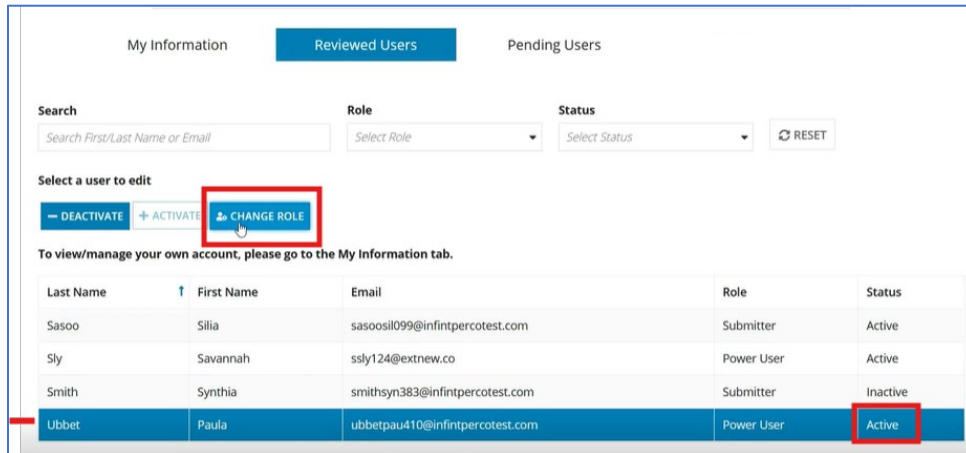 My Information Reviewed Users Pending Users
Search Role Status
Search First/Last Name or Email Select Role Select Status RESET
Select a user to edit
DEACTIVATE + ACTIVATE CHANGE ROLE
To view/manage your own account, please go to the My Information tab.
Last Name First Name Email Role Status
Sasoo Silia sasoosil099@infintpercotest.com Submitter Active
Sly Savannah ssly124@extnew.co Power User Active
Smith Synthia smithsyn383@infintpercotest.com Submitter Inactive
Ubbet Paula ubbetpau410@infintpercotest.com Power User Active